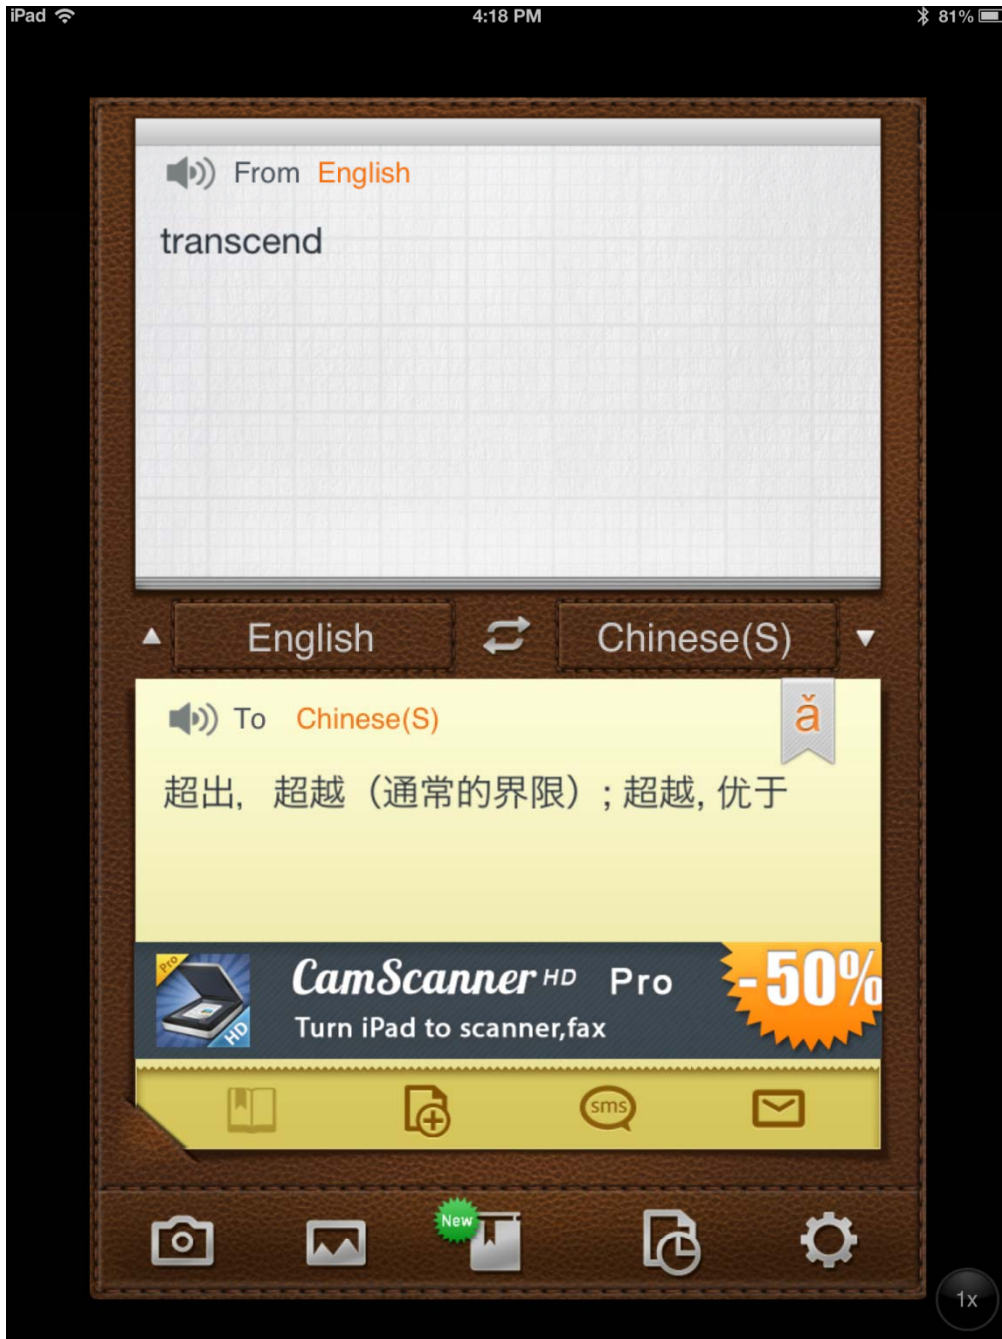 iPad 4:18 PM 81%
From English
transcend
English Chinese(S)
To Chinese(S) ǎ
超出, 超越（通常的界限）; 超越, 优于
Pro HD CamScanner HD Pro -50%
Turn iPad to scanner,fax
sms
New
1x